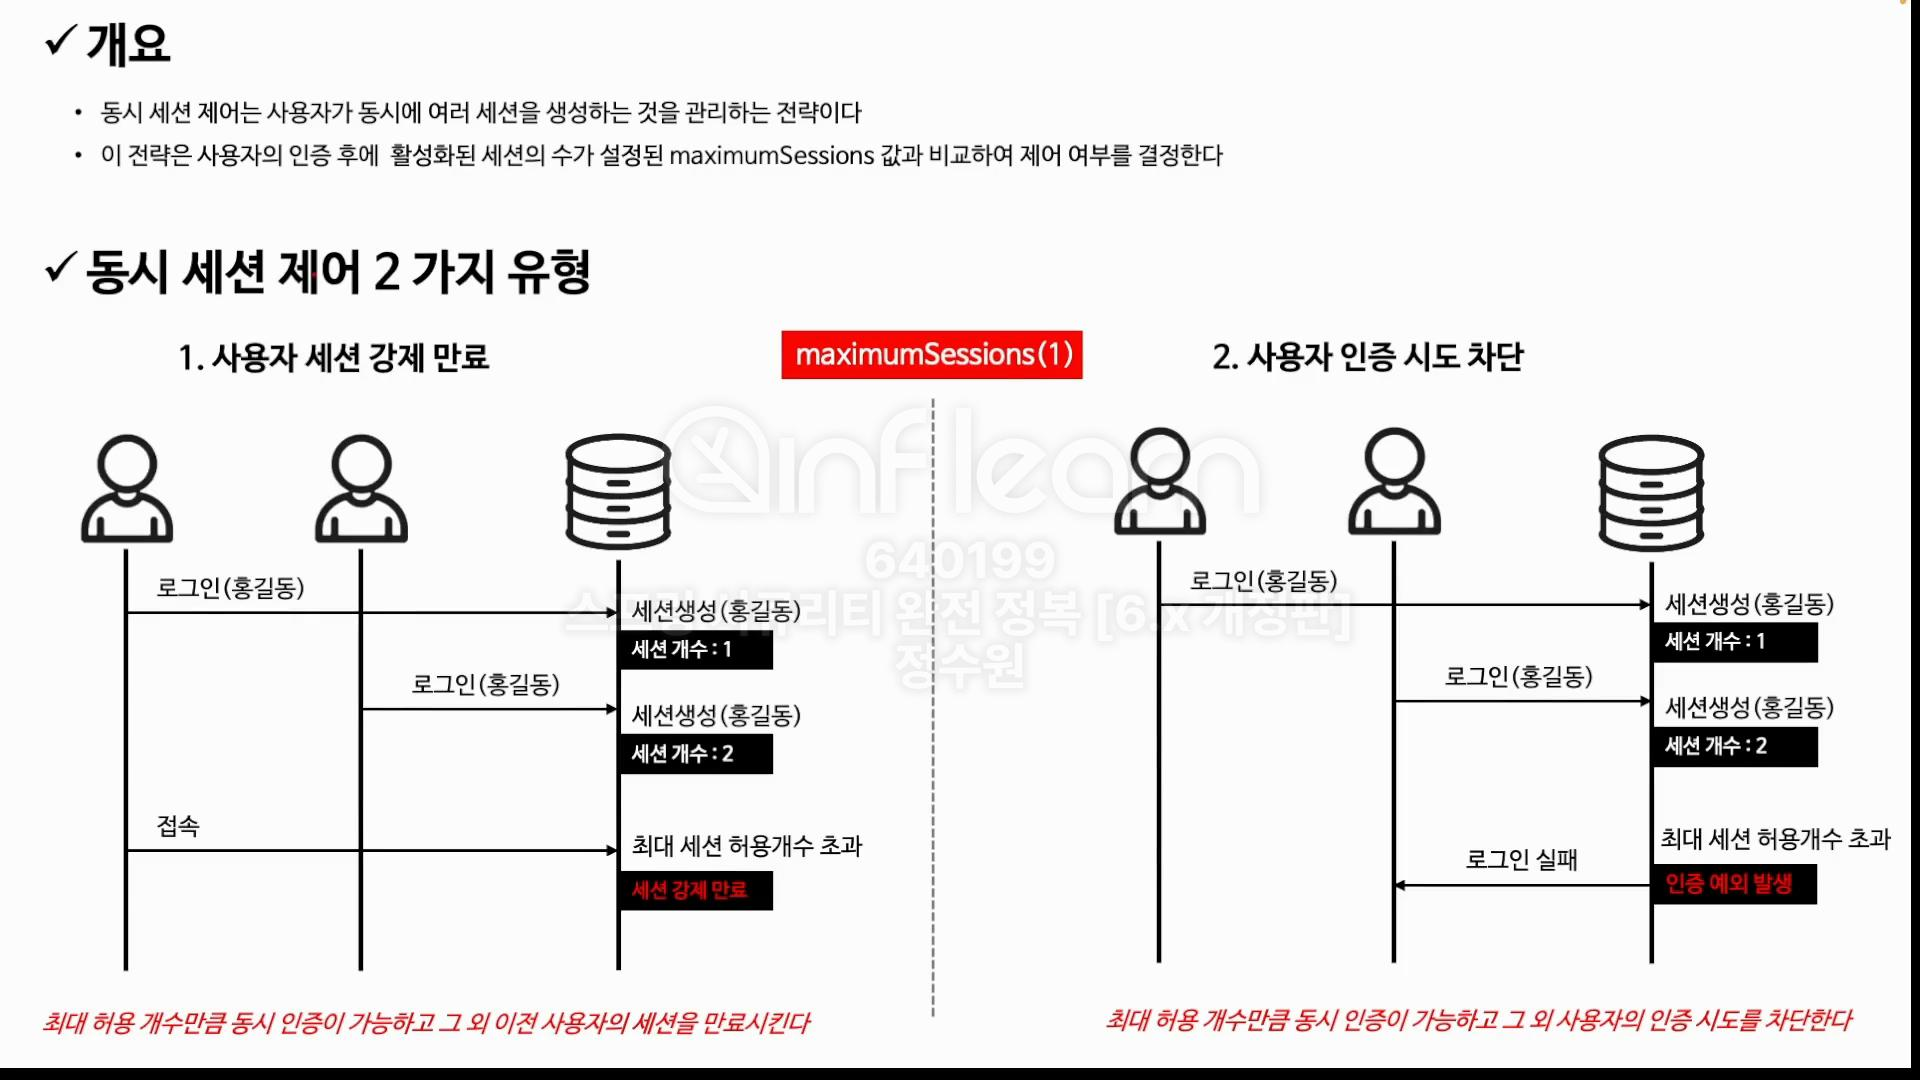 ✓ 개요
• 동시 세션 제어는 사용자가 동시에 여러 세션을 생성하는 것을 관리하는 전략이다
• 이 전략은 사용자의 인증 후에 활성화된 세션의 수가 설정된 maximumSessions 값과 비교하여 제어 여부를 결정한다
✓ 동시 세션 제어 2 가지 유형
1. 사용자 세션 강제 만료
maximumSessions(1)
2. 사용자 인증 시도 차단
inflearn
640199
스프링 시큐리티 완전 정복 [6.x 개정판]
정수원
로그인(홍길동)
세션생성(홍길동)
세션 개수 : 1
로그인(홍길동)
세션생성(홍길동)
세션 개수 : 2
접속
최대 세션 허용개수 초과
세션 강제 만료
최대 허용 개수만큼 동시 인증이 가능하고 그 외 이전 사용자의 세션을 만료시킨다
로그인(홍길동)
세션생성(홍길동)
세션 개수 : 1
로그인(홍길동)
세션생성(홍길동)
세션 개수 : 2
최대 세션 허용개수 초과
로그인 실패
인증 예외 발생
최대 허용 개수만큼 동시 인증이 가능하고 그 외 사용자의 인증 시도를 차단한다